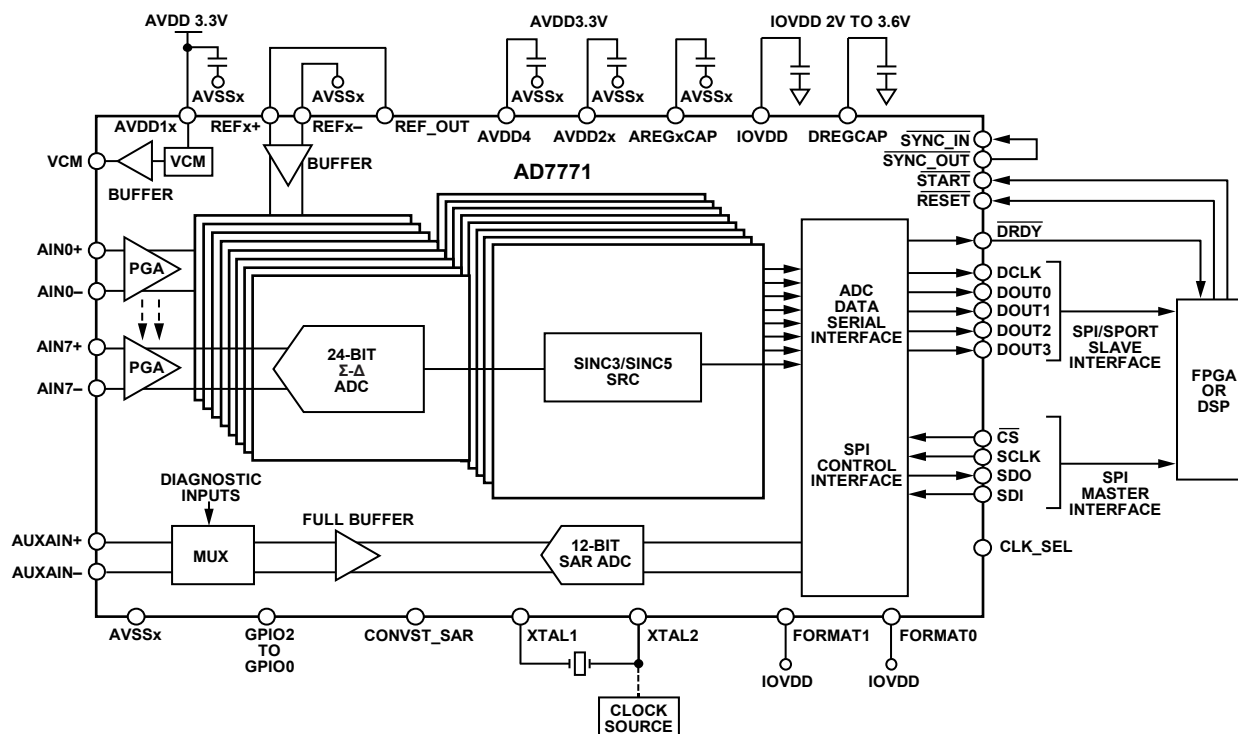 AVDD 3.3V
AVDD3.3V
IOVDD 2V TO 3.6V
AVSSx
AVSSx
AVSSx
AVSSx
AVSSx
AVDD1x
REFx+
REFx–
REF_OUT
AVDD4
AVDD2x
AREGxCAP
IOVDD
DREGCAP
VCM
VCM
BUFFER
BUFFER
AD7771
SYNC_IN
SYNC_OUT
START
RESET
DRDY
AIN0+
AIN0–
PGA
AIN7+
AIN7–
PGA
24-BIT
Σ-Δ
ADC
SINC3/SINC5
SRC
ADC
DATA
SERIAL
INTERFACE
DCLK
DOUT0
DOUT1
DOUT2
DOUT3
SPI/SPORT
SLAVE
INTERFACE
FPGA
OR
DSP
SPI
CONTROL
INTERFACE
CS
SCLK
SDO
SDI
SPI
MASTER
INTERFACE
DIAGNOSTIC
INPUTS
FULL BUFFER
AUXAIN+
AUXAIN–
MUX
12-BIT
SAR ADC
CLK_SEL
AVSSx
GPIO2
TO
GPIO0
CONVST_SAR
XTAL1
XTAL2
FORMAT1
FORMAT0
IOVDD
IOVDD
CLOCK
SOURCE